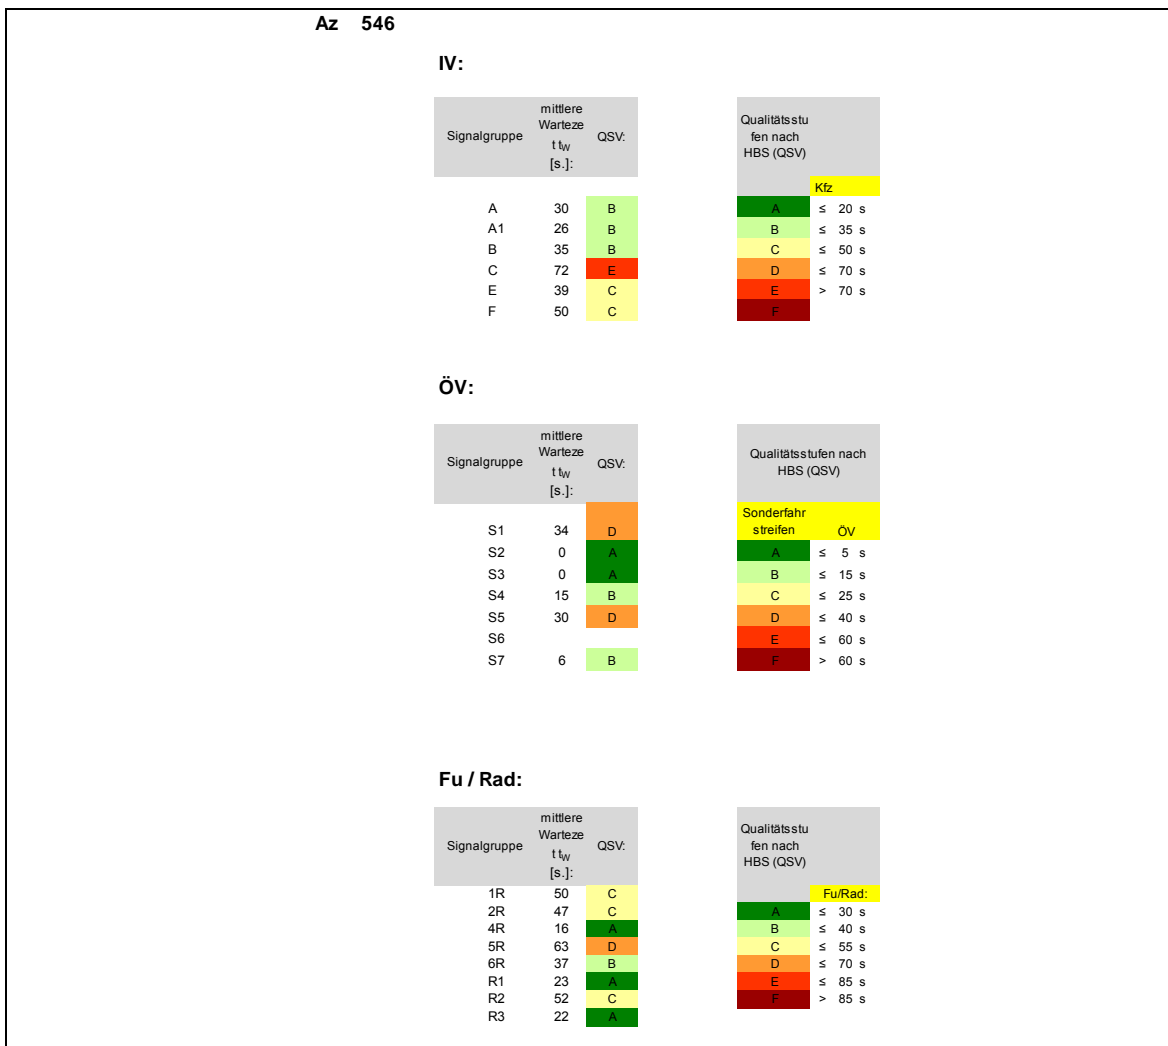 Az 546
IV:
Signalgruppe mittlere Warteze t tW [s.]: QSV:
A 30 B
A1 26 B
B 35 B
C 72 E
E 39 C
F 50 C
Qualitätsstu fen nach HBS (QSV)
Kfz
A ≤ 20 s
B ≤ 35 s
C ≤ 50 s
D ≤ 70 s
E > 70 s
F
ÖV:
Signalgruppe mittlere Warteze t tW [s.]: QSV:
S1 34 D
S2 0 A
S3 0 A
S4 15 B
S5 30 D
S6
S7 6 B
Qualitätsstufen nach HBS (QSV)
Sonderfahr streifen ÖV
A ≤ 5 s
B ≤ 15 s
C ≤ 25 s
D ≤ 40 s
E ≤ 60 s
F > 60 s
Fu / Rad:
Signalgruppe mittlere Warteze t tW [s.]: QSV:
1R 50 C
2R 47 C
4R 16 A
5R 63 D
6R 37 B
R1 23 A
R2 52 C
R3 22 A
Qualitätsstu fen nach HBS (QSV)
Fu/Rad:
A ≤ 30 s
B ≤ 40 s
C ≤ 55 s
D ≤ 70 s
E ≤ 85 s
F > 85 s